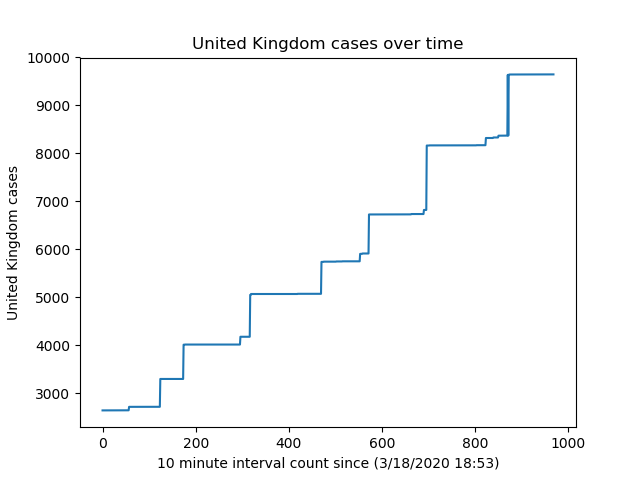 United Kingdom cases over time
10000
9000
8000
7000
6000
5000
4000
3000
United Kingdom cases
0 200 400 600 800 1000
10 minute interval count since (3/18/2020 18:53)